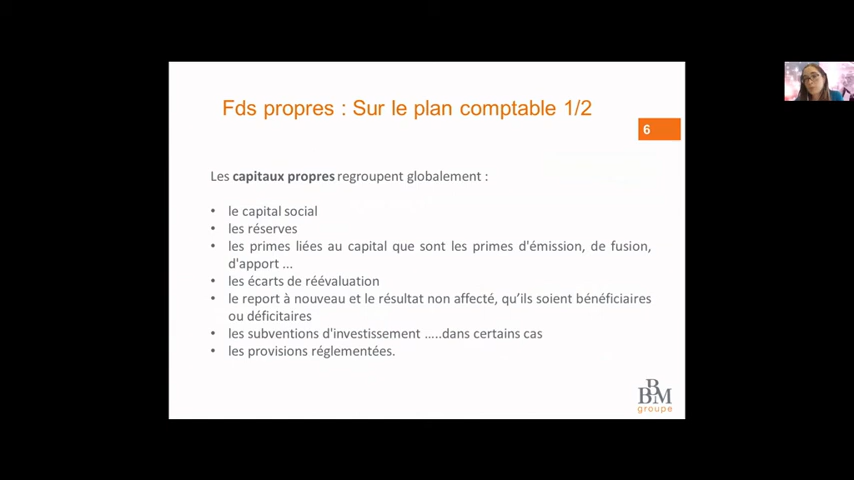 Fds propres : Sur le plan comptable 1/2
6
Les capitaux propres regroupent globalement :
• le capital social
• les réserves
• les primes liées au capital que sont les primes d'émission, de fusion,
d'apport ...
• les écarts de réévaluation
• le report à nouveau et le résultat non affecté, qu'ils soient bénéficiaires
ou déficitaires
• les subventions d'investissement .....dans certains cas
• les provisions réglementées.
BBM
groupe